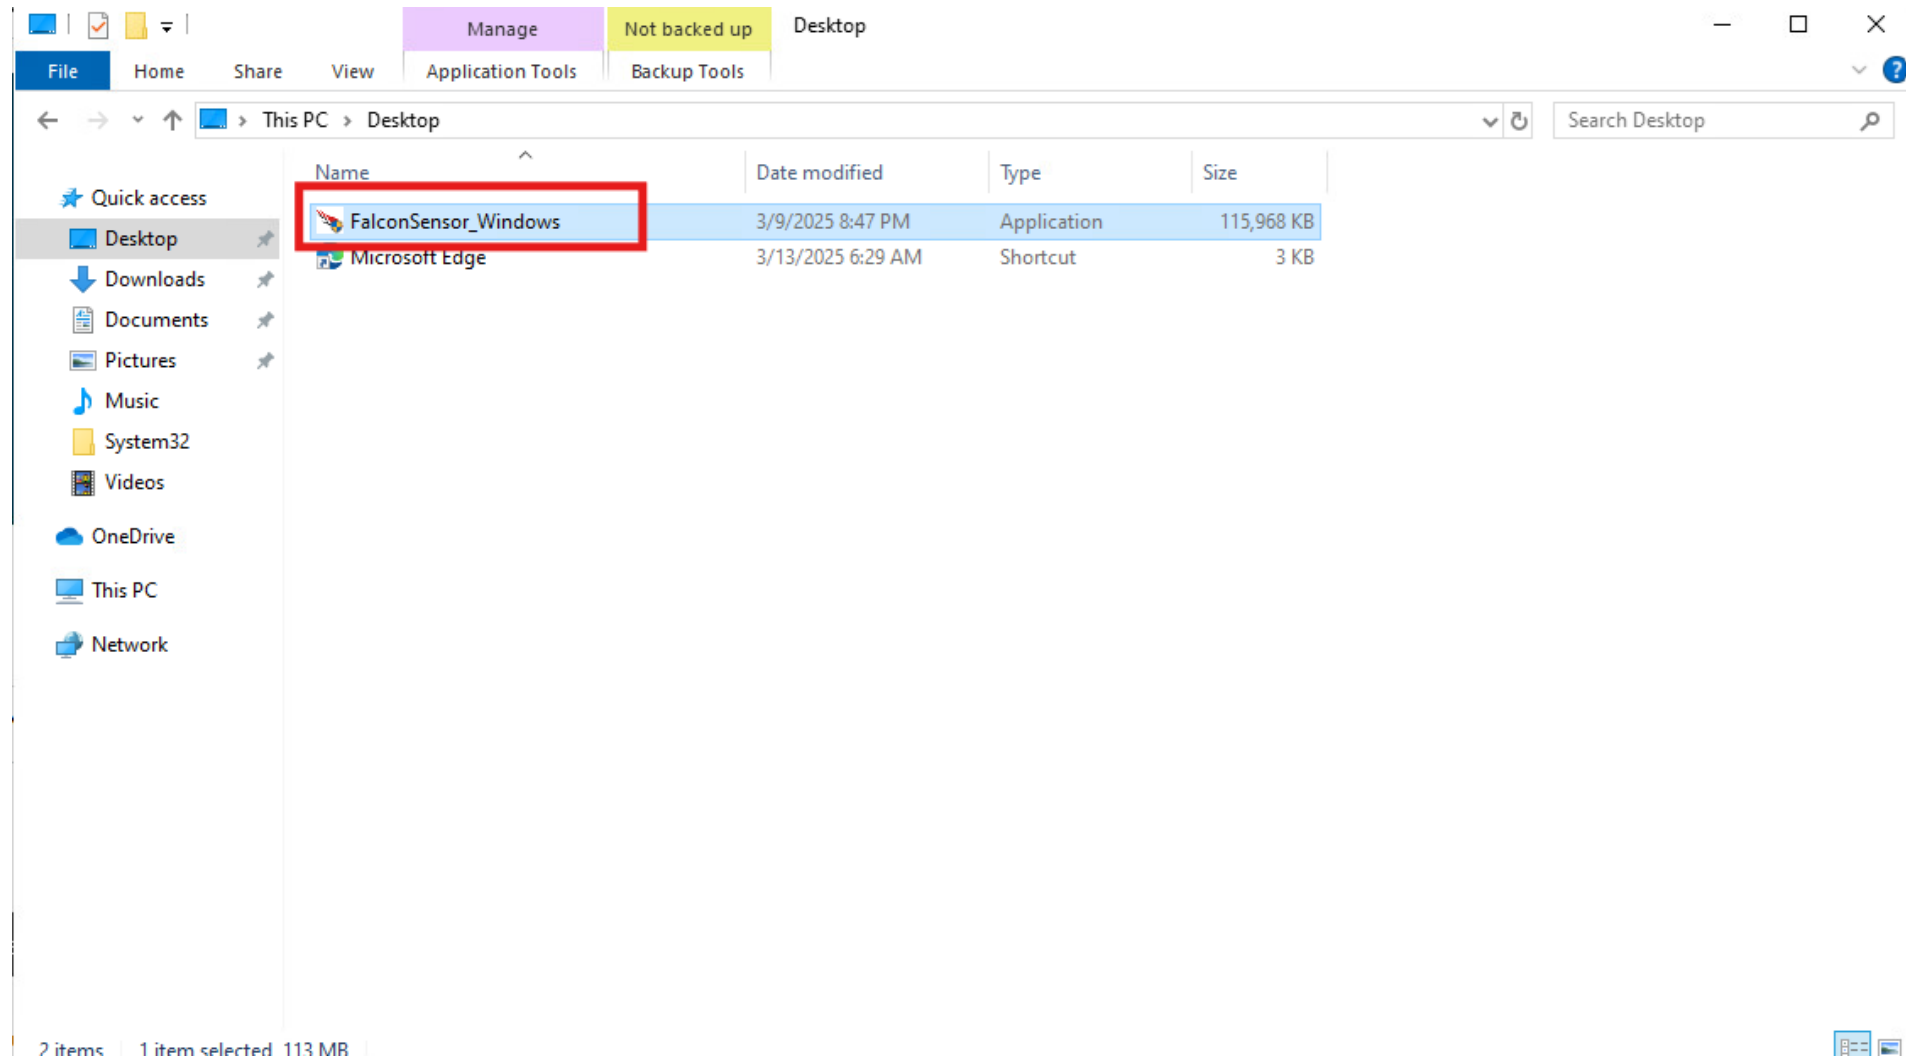 Manage Not backed up Desktop
File Home Share View Application Tools Backup Tools
This PC Desktop Search Desktop
Name Date modified Type Size
FalconSensor_Windows 3/9/2025 8:47 PM Application 115,968 KB
Microsoft Edge 3/13/2025 6:29 AM Shortcut 3 KB
Quick access
Desktop
Downloads
Documents
Pictures
Music
System32
Videos
OneDrive
This PC
Network
2 items 1 item selected 113 MB